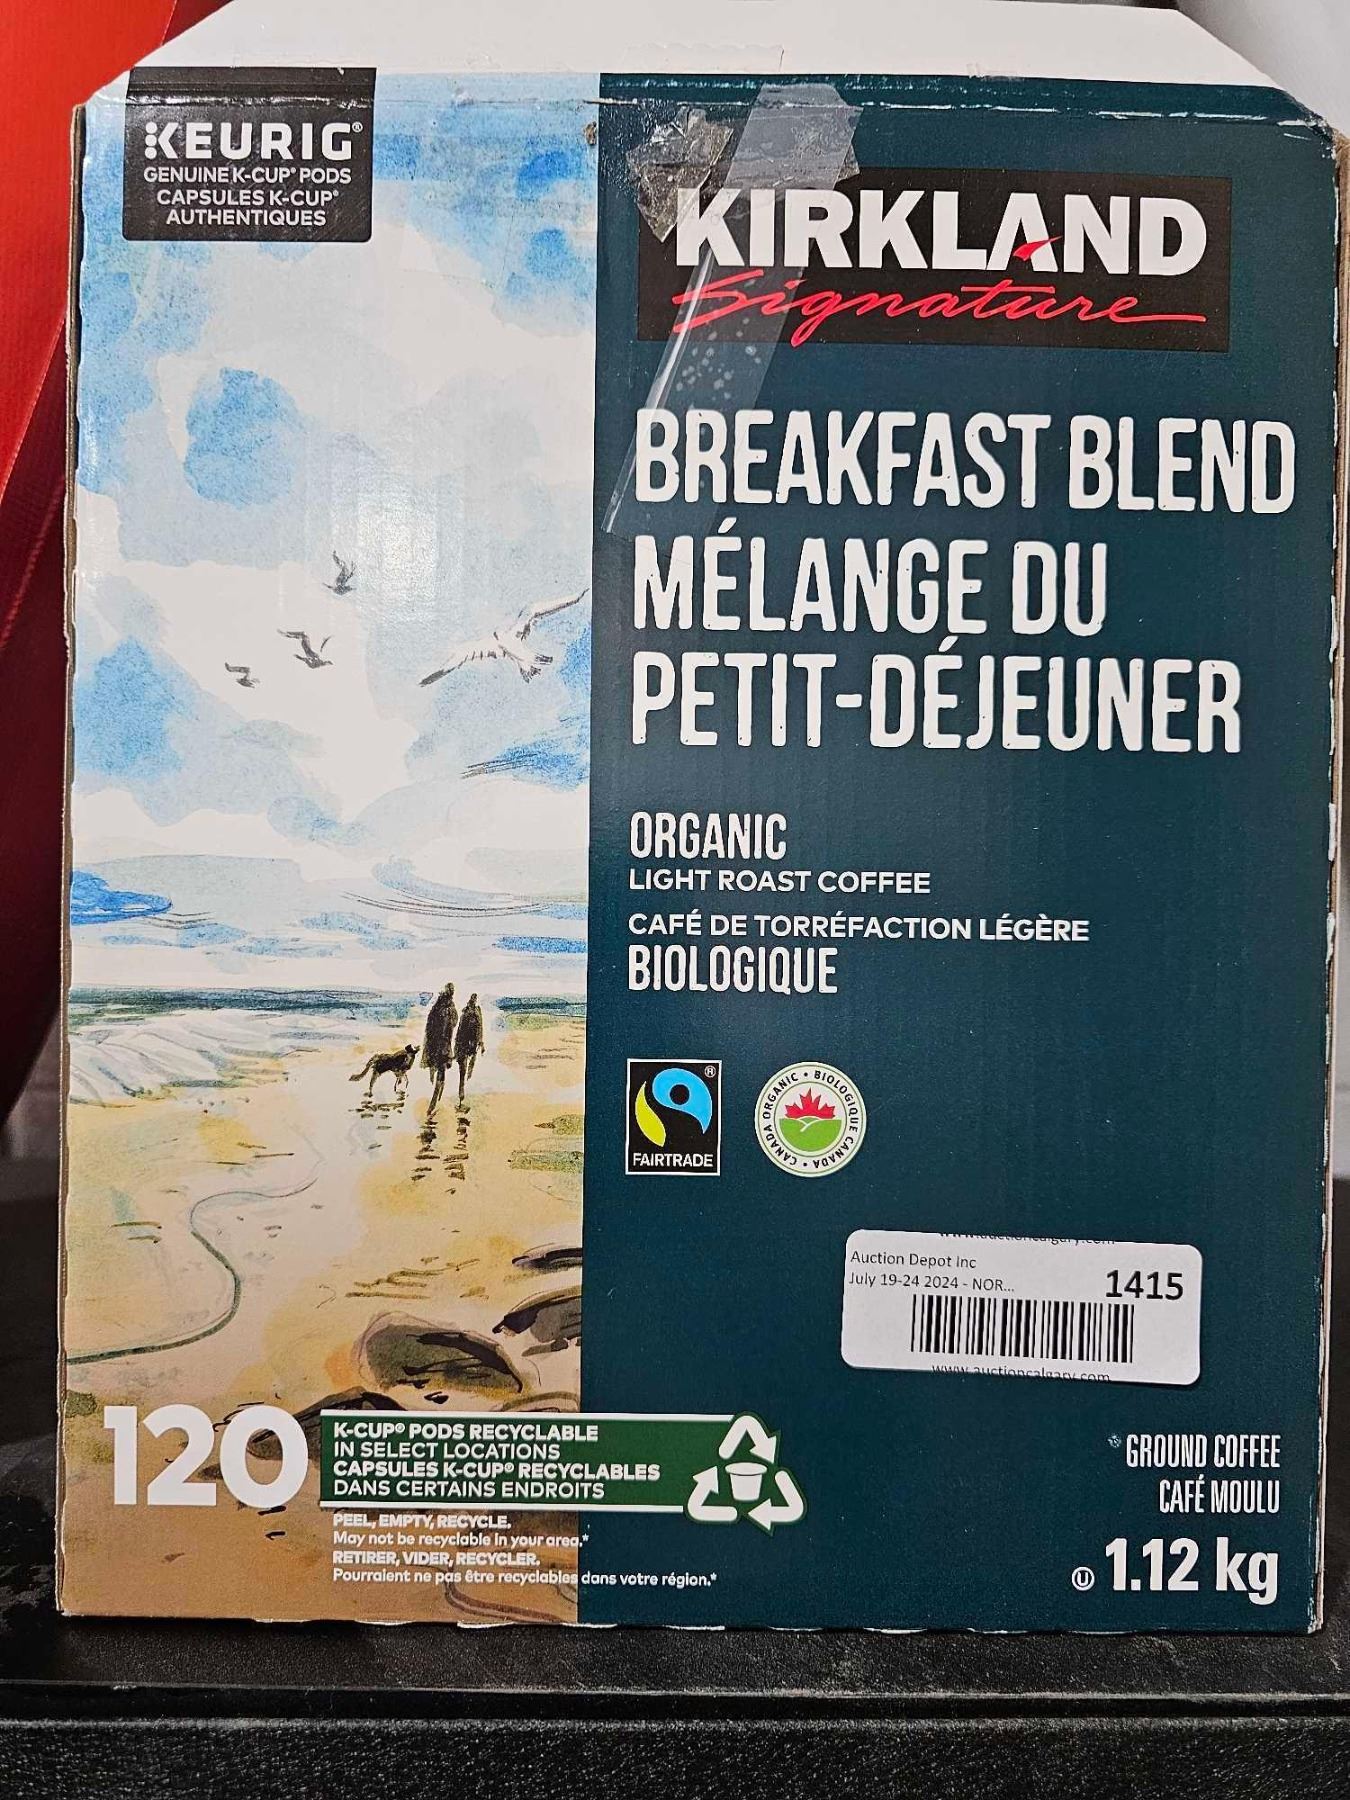 KEURIG®
GENUINE K-CUP® PODS
CAPSULES K-CUP®
AUTHENTIQUES
KIRKLAND
Signature
BREAKFAST BLEND
MÉLANGE DU
PETIT-DÉJEUNER
ORGANIC
LIGHT ROAST COFFEE
CAFÉ DE TORRÉFACTION LÉGÈRE
BIOLOGIQUE
FAIRTRADE
®
CANADA ORGANIC • BIOLOGIQUE CANADA •
Auction Depot Inc
July 19-24 2024 - NOR...
1415
www.auctioncalgary.com
120
K-CUP® PODS RECYCLABLE
IN SELECT LOCATIONS
CAPSULES K-CUP® RECYCLABLES
DANS CERTAINS ENDROITS
PEEL, EMPTY, RECYCLE.
May not be recyclable in your area.*
RETIRER, VIDER, RECYCLER.
Pourraient ne pas être recyclables dans votre région.*
GROUND COFFEE
CAFÉ MOULU
U 1.12 kg